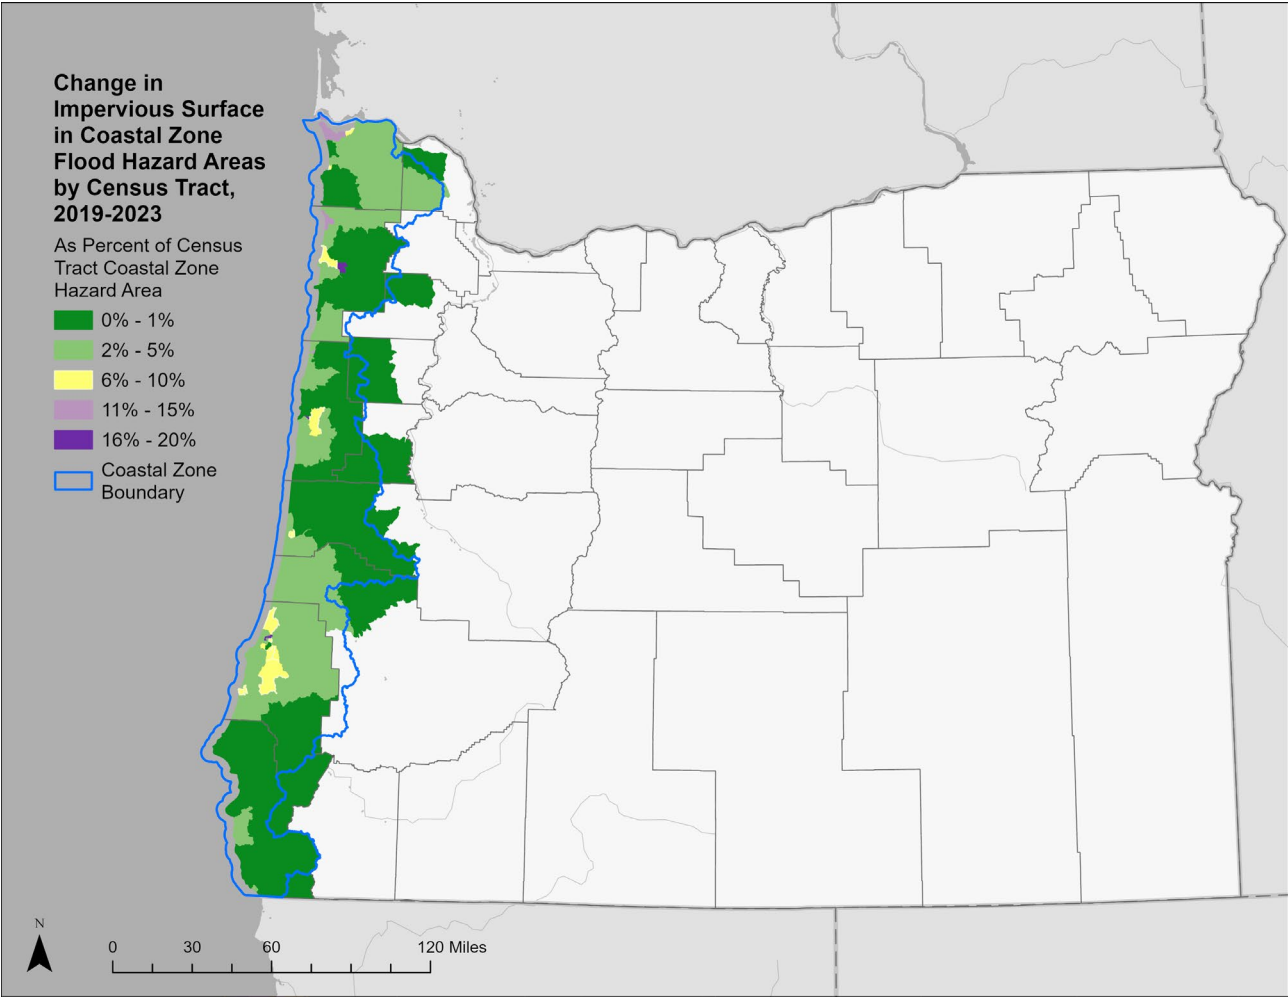 Change in
Impervious Surface
in Coastal Zone
Flood Hazard Areas
by Census Tract,
2019-2023
As Percent of Census
Tract Coastal Zone
Hazard Area
0% - 1%
2% - 5%
6% - 10%
11% - 15%
16% - 20%
Coastal Zone
Boundary
N
0 30 60 120 Miles